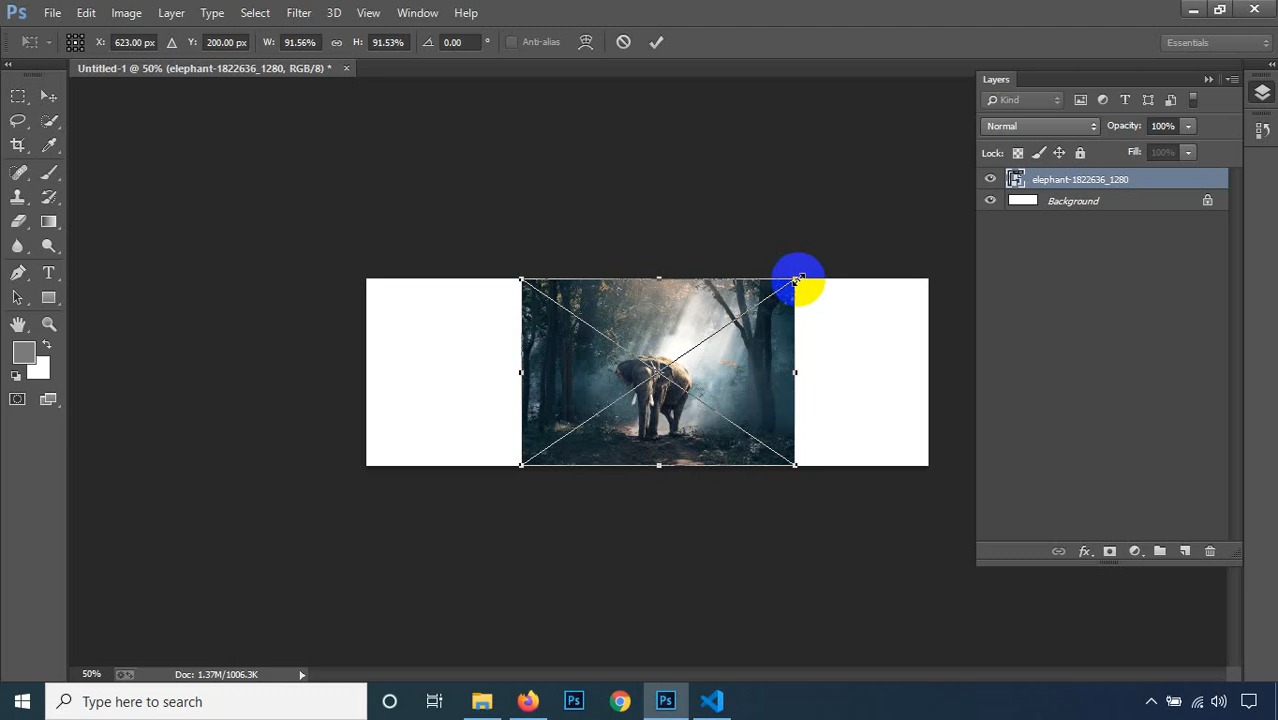 Ps File Edit Image Layer Type Select Filter 3D View Window Help
X: 623.00 px Y: 200.00 px W: 91.56% H: 91.53% 0.00 ° Anti-alias Essentials
Untitled-1 @ 50% (elephant-1822636_1280, RGB/8) * ×
Layers
Kind
Normal Opacity: 100%
Lock: Fill: 100%
elephant-1822636_1280
Background
T
50% Doc: 1.37M/1006.3K
Type here to search Ps Ps